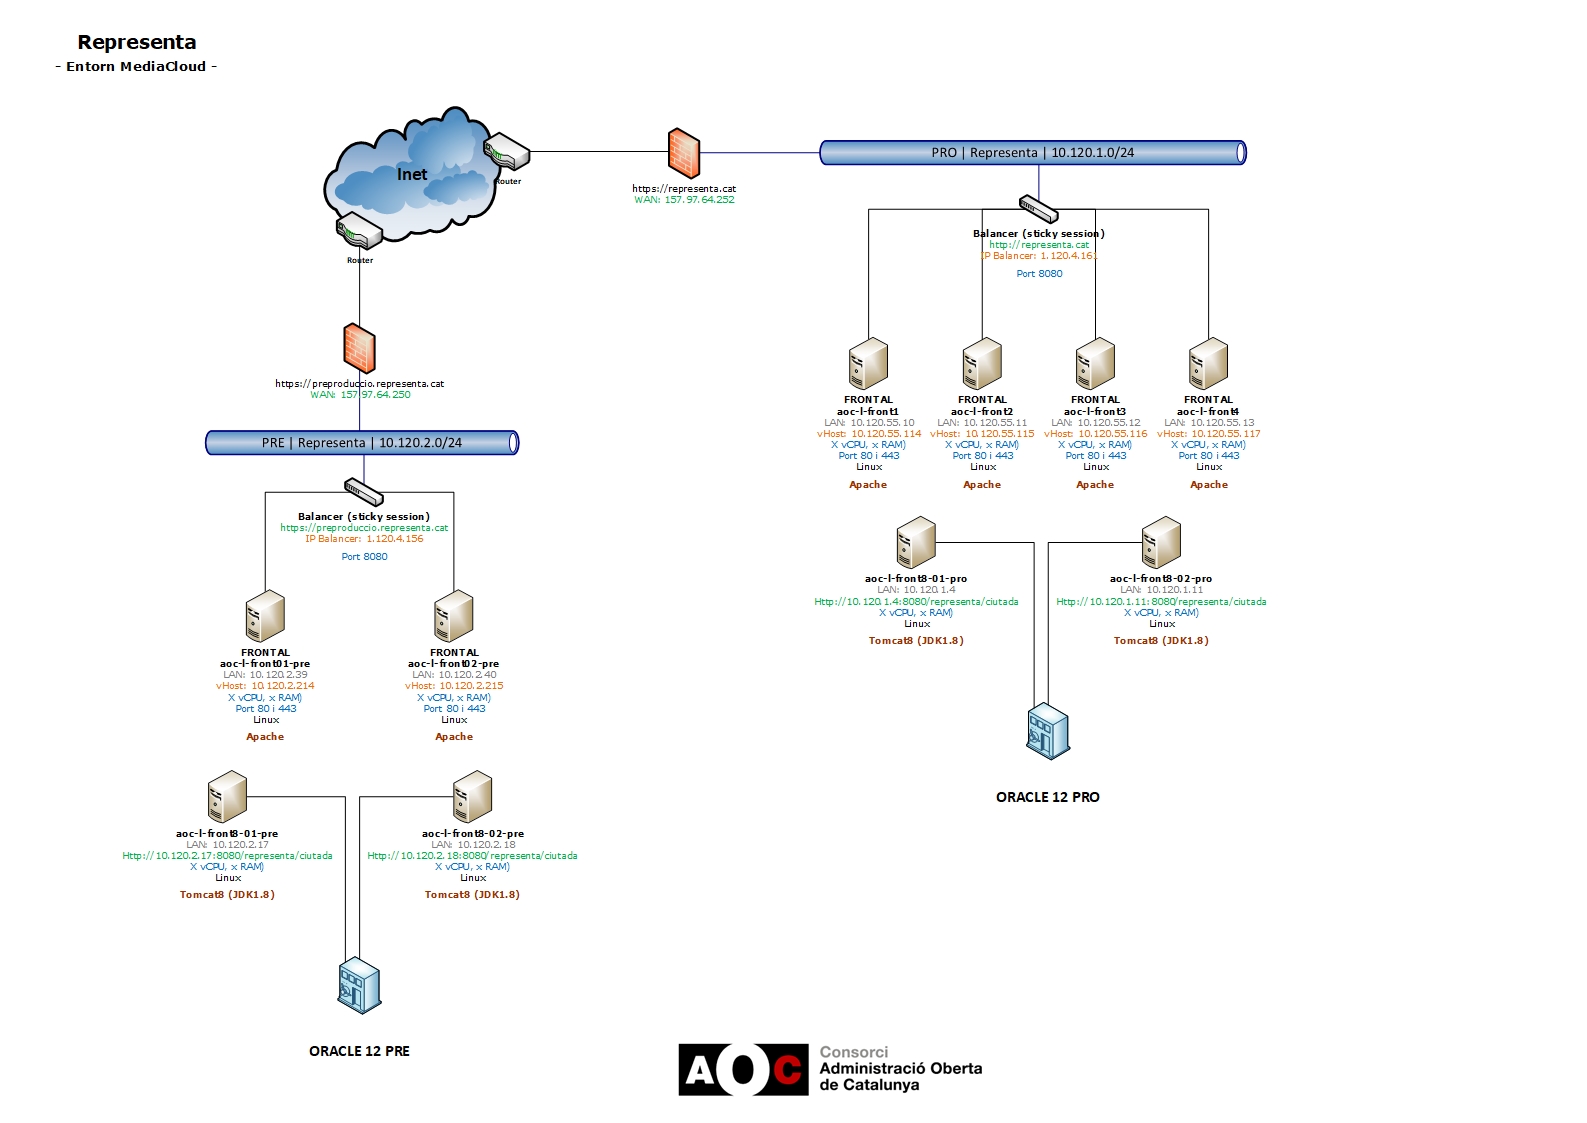 Representa
- Entorn MediaCloud -
Inet
Router
Router
https://representa.cat
WAN: 157.97.64.252
PRO | Representa | 10.120.1.0/24
Balancer (sticky session)
http://representa.cat
IP Balancer: 1.120.4.161
Port 8080
FRONTAL
aoc-l-front1
LAN: 10.120.55.10
vHost: 10.120.55.114
X vCPU, x RAM)
Port 80 i 443
Linux
Apache
FRONTAL
aoc-l-front2
LAN: 10.120.55.11
vHost: 10.120.55.115
X vCPU, x RAM)
Port 80 i 443
Linux
Apache
FRONTAL
aoc-l-front3
LAN: 10.120.55.12
vHost: 10.120.55.116
X vCPU, x RAM)
Port 80 i 443
Linux
Apache
FRONTAL
aoc-l-front4
LAN: 10.120.55.13
vHost: 10.120.55.117
X vCPU, x RAM)
Port 80 i 443
Linux
Apache
aoc-l-front8-01-pro
LAN: 10.120.1.4
Http://10.120.1.4:8080/representa/ciutada
X vCPU, x RAM)
Linux
Tomcat8 (JDK1.8)
aoc-l-front8-02-pro
LAN: 10.120.1.11
Http://10.120.1.11:8080/representa/ciutada
X vCPU, x RAM)
Linux
Tomcat8 (JDK1.8)
ORACLE 12 PRO
https://preproduccio.representa.cat
WAN: 157.97.64.250
PRE | Representa | 10.120.2.0/24
Balancer (sticky session)
https://preproduccio.representa.cat
IP Balancer: 1.120.4.156
Port 8080
FRONTAL
aoc-l-front01-pre
LAN: 10.120.2.39
vHost: 10.120.2.214
X vCPU, x RAM)
Port 80 i 443
Linux
Apache
FRONTAL
aoc-l-front02-pre
LAN: 10.120.2.40
vHost: 10.120.2.215
X vCPU, x RAM)
Port 80 i 443
Linux
Apache
aoc-l-front8-01-pre
LAN: 10.120.2.17
Http://10.120.2.17:8080/representa/ciutada
X vCPU, x RAM)
Linux
Tomcat8 (JDK1.8)
aoc-l-front8-02-pre
LAN: 10.120.2.18
Http://10.120.2.18:8080/representa/ciutada
X vCPU, x RAM)
Linux
Tomcat8 (JDK1.8)
ORACLE 12 PRE
AOC
Consorci
Administració Oberta
de Catalunya